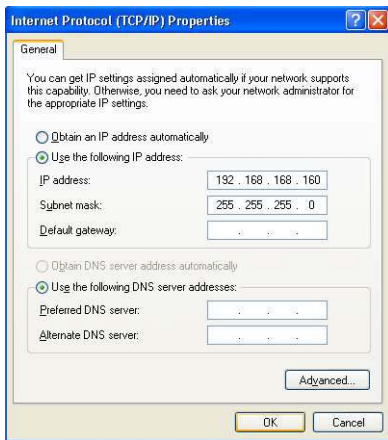 Internet Protocol (TCP/IP) Properties
General
You can get IP settings assigned automatically if your network supports
this capability. Otherwise, you need to ask your network administrator for
the appropriate IP settings.
Obtain an IP address automatically
Use the following IP address:
IP address: 192 . 168 . 168 . 160
Subnet mask: 255 . 255 . 255 . 0
Default gateway: . . .
Obtain DNS server address automatically
Use the following DNS server addresses:
Preferred DNS server: . . .
Alternate DNS server: . . .
Advanced...
OK Cancel